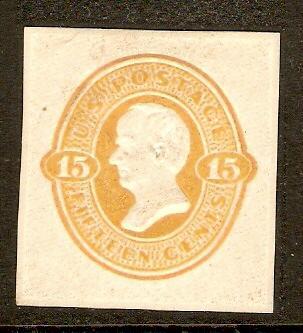 U.S. POSTAGE
15 15
FIFTEEN CENTS